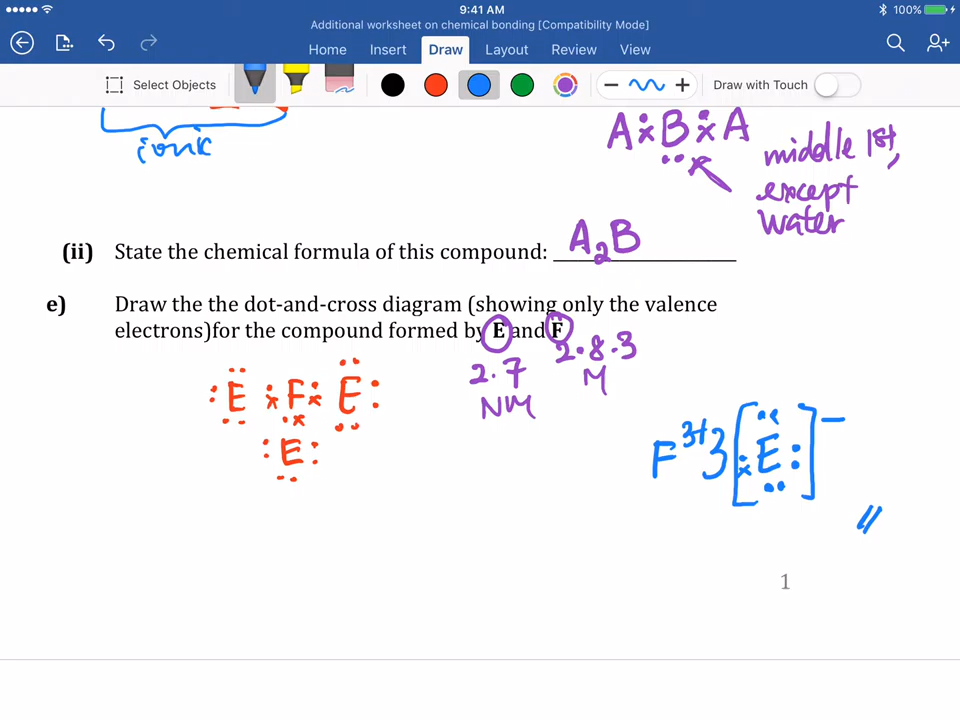 9:41 AM
100%
Additional worksheet on chemical bonding [Compatibility Mode]
Home Insert Draw Layout Review View
Select Objects
Draw with Touch
ionic
A B A
middle 1st,
except
water
(ii) State the chemical formula of this compound: A₂B
e) Draw the the dot-and-cross diagram (showing only the valence
electrons)for the compound formed by E and F
2.7 2.8.3
NM M
E F E
E
F³⁺ 3[E]⁻
1